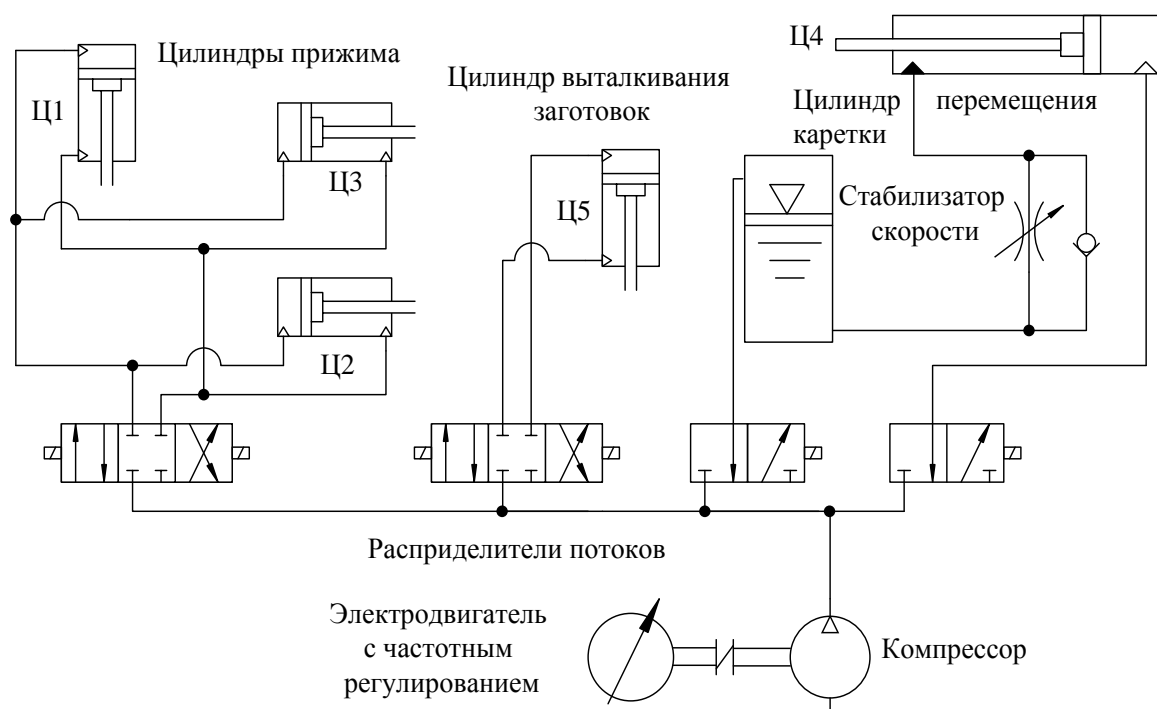 Ц4
Цилиндры прижима
Цилиндр выталкивания
заготовок
Ц1
Цилиндр перемещения
каретки
Ц3
Ц5
Стабилизатор
скорости
Ц2
Расприделители потоков
Электродвигатель
с частотным
регулированием
Компрессор